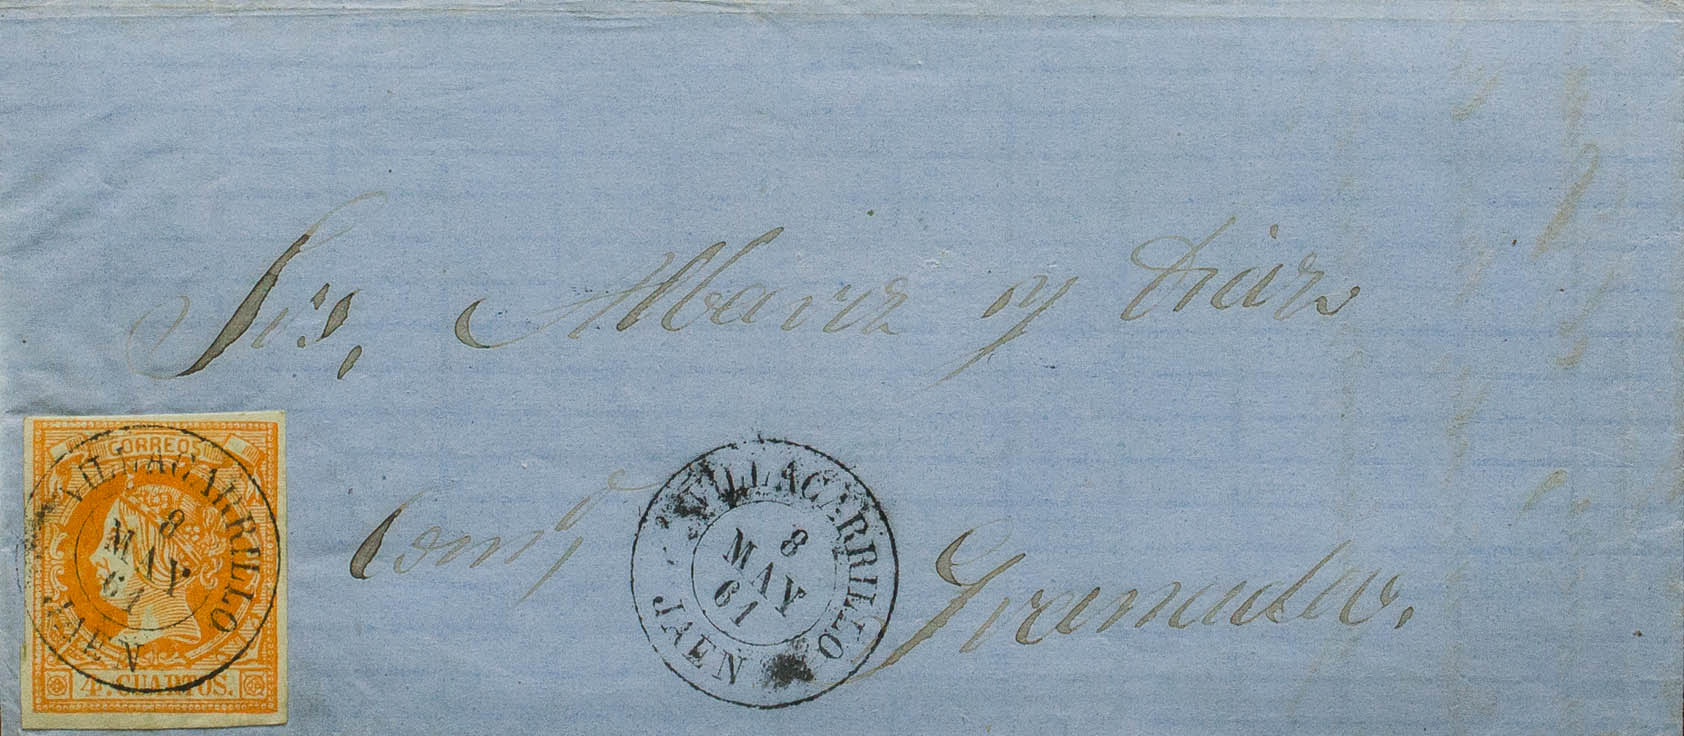 Sres, Alvarez y Diaz
CORREOS
VILLACARRILLO
8
MAY
61
JAEN
4 CUARTOS.
VILLACARRILLO
8
MAY
61
JAEN
Granada.